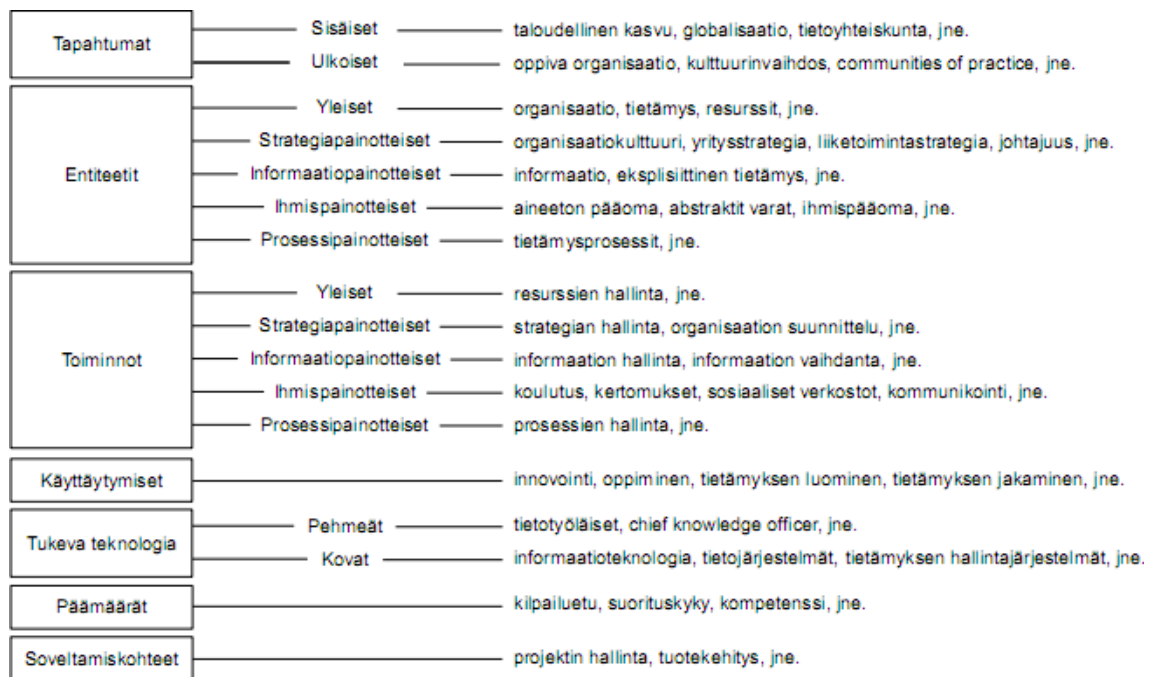 Tapahtumat
Sisäiset taloudellinen kasvu, globalisaatio, tietoyhteiskunta, jne.
Ulkoiset oppiva organisaatio, kulttuurinvaihdos, communities of practice, jne.
Entiteetit
Yleiset organisaatio, tietämys, resurssit, jne.
Strategiapainotteiset organisaatiokulttuuri, yritysstrategia, liiketoimintastrategia, johtajuus, jne.
Informaatiopainotteiset informaatio, eksplisiittinen tietämys, jne.
Ihmispainotteiset aineeton pääoma, abstraktit varat, ihmispääoma, jne.
Prosessipainotteiset tietämysprosessit, jne.
Toiminnot
Yleiset resurssien hallinta, jne.
Strategiapainotteiset strategian hallinta, organisaation suunnittelu, jne.
Informaatiopainotteiset informaation hallinta, informaation vaihdanta, jne.
Ihmispainotteiset koulutus, kertomukset, sosiaaliset verkostot, kommunikointi, jne.
Prosessipainotteiset prosessien hallinta, jne.
Käyttäytymiset innovointi, oppiminen, tietämyksen luominen, tietämyksen jakaminen, jne.
Tukeva teknologia
Pehmeät tietotyöläiset, chief knowledge officer, jne.
Kovat informaatioteknologia, tietojärjestelmät, tietämyksen hallintajärjestelmät, jne.
Päämäärät kilpailuetu, suorituskyky, kompetenssi, jne.
Soveltamiskohteet projektin hallinta, tuotekehitys, jne.